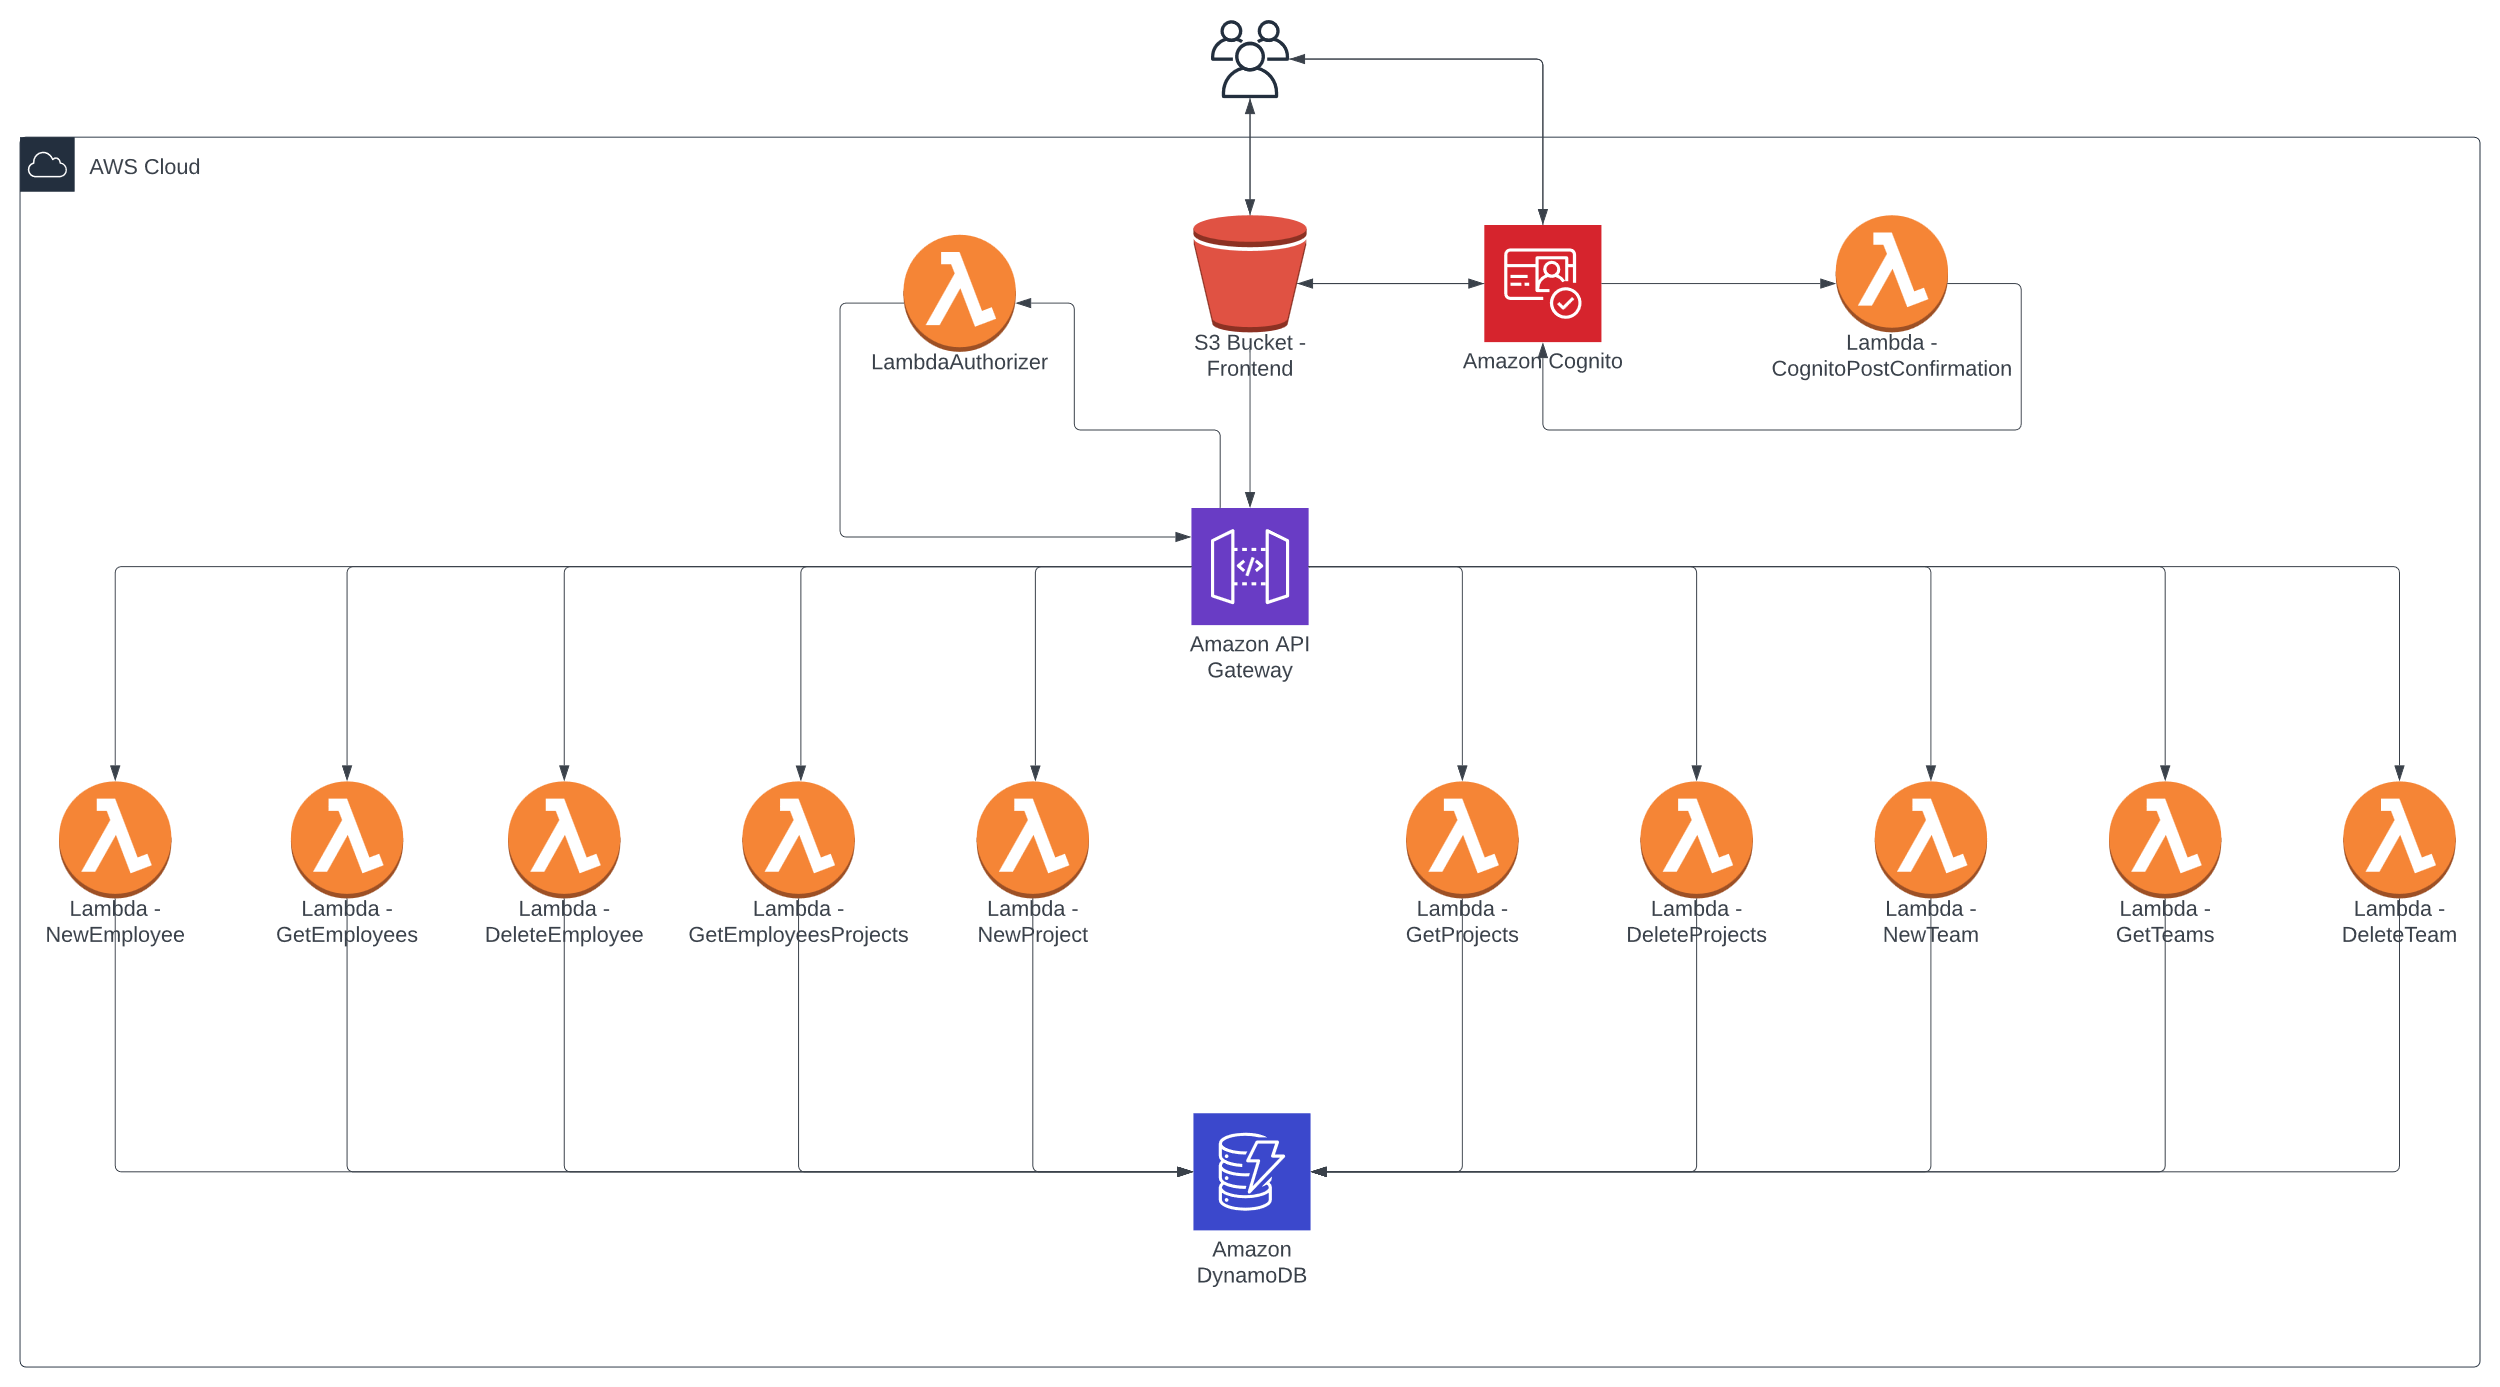 AWS Cloud
LambdaAuthorizer
S3 Bucket -
Frontend
Amazon Cognito
Lambda -
CognitoPostConfirmation
Amazon API
Gateway
Lambda -
NewEmployee
Lambda -
GetEmployees
Lambda -
DeleteEmployee
Lambda -
GetEmployeesProjects
Lambda -
NewProject
Lambda -
GetProjects
Lambda -
DeleteProjects
Lambda -
NewTeam
Lambda -
GetTeams
Lambda -
DeleteTeam
Amazon
DynamoDB